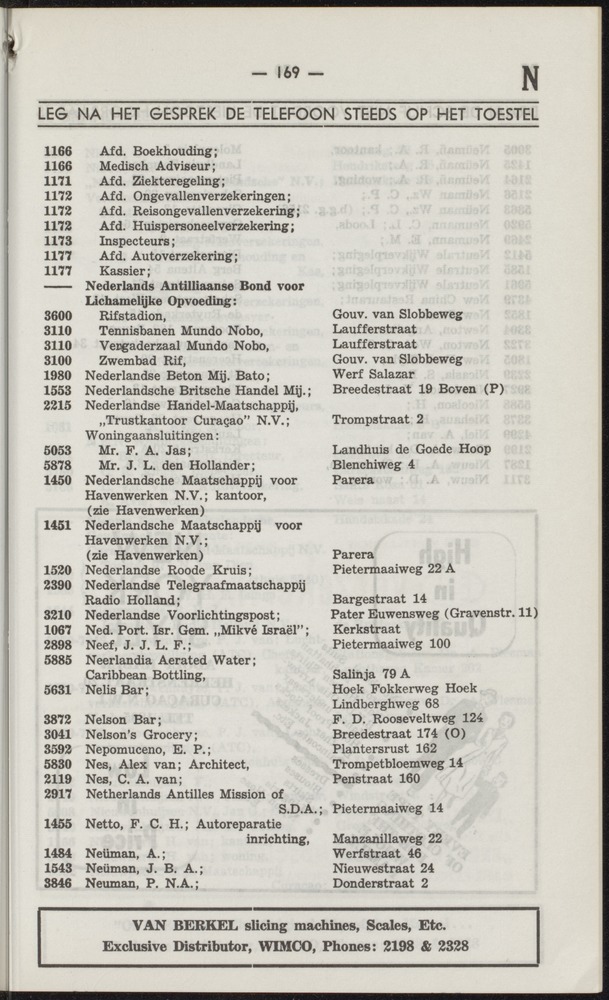 — 169 —
N
LEG NA HET GESPREK DE TELEFOON STEEDS OP HET TOESTEL
1166 Afd. Boekhouding;
1166 Medisch Adviseur;
1171 Afd. Ziekteregeling;
1172 Afd. Ongevallenverzekeringen;
1172 Afd. Reisongevallenverzekering;
1172 Afd. Huispersoneelverzekering;
1173 Inspecteurs;
1177 Afd. Autoverzekering;
1177 Kassier;
—— Nederlands Antilliaanse Bond voor
Lichamelijke Opvoeding:
3600 Rifstadion, Gouv. van Slobbeweg
3110 Tennisbanen Mundo Nobo, Laufferstraat
3110 Vergaderzaal Mundo Nobo, Laufferstraat
3100 Zwembad Rif, Gouv. van Slobbeweg
1980 Nederlandse Beton Mij. Bato; Werf Salazar
1553 Nederlandsche Britsche Handel Mij.; Breedestraat 19 Boven (P)
2215 Nederlandse Handel-Maatschappij,
„Trustkantoor Curaçao” N.V.; Trompstraat 2
Woningaansluitingen:
5053 Mr. F. A. Jas; Landhuis de Goede Hoop
5878 Mr. J. L. den Hollander; Blenchiweg 4
1450 Nederlandsche Maatschappij voor Parera
Havenwerken N.V.; kantoor,
(zie Havenwerken)
1451 Nederlandsche Maatschappij voor
Havenwerken N.V.;
(zie Havenwerken) Parera
1520 Nederlandse Roode Kruis; Pietermaaiweg 22 A
2390 Nederlandse Telegraafmaatschappij
Radio Holland; Bargestraat 14
3210 Nederlandse Voorlichtingspost; Pater Euwensweg (Gravenstr. 11)
1067 Ned. Port. Isr. Gem. „Mikvé Israël”; Kerkstraat
2898 Neef, J. J. L. F.; Pietermaaiweg 100
5885 Neerlandia Aerated Water;
Caribbean Bottling, Salinja 79 A
5631 Nelis Bar; Hoek Fokkerweg Hoek
Lindberghweg 68
3872 Nelson Bar; F. D. Rooseveltweg 124
3041 Nelson's Grocery; Breedestraat 174 (O)
3592 Nepomuceno, E. P.; Plantersrust 162
5830 Nes, Alex van; Architect, Trompetbloemweg 14
2119 Nes, C. A. van; Penstraat 160
2917 Netherlands Antilles Mission of
S.D.A.; Pietermaaiweg 14
1455 Netto, F. C. H.; Autoreparatie
inrichting, Manzanillaweg 22
1484 Neüman, A.; Werfstraat 46
1543 Neüman, J. B. A.; Nieuwestraat 24
3846 Neuman, P. N.A.; Donderstraat 2
VAN BERKEL slicing machines, Scales, Etc.
Exclusive Distributor, WIMCO, Phones: 2198 & 2328